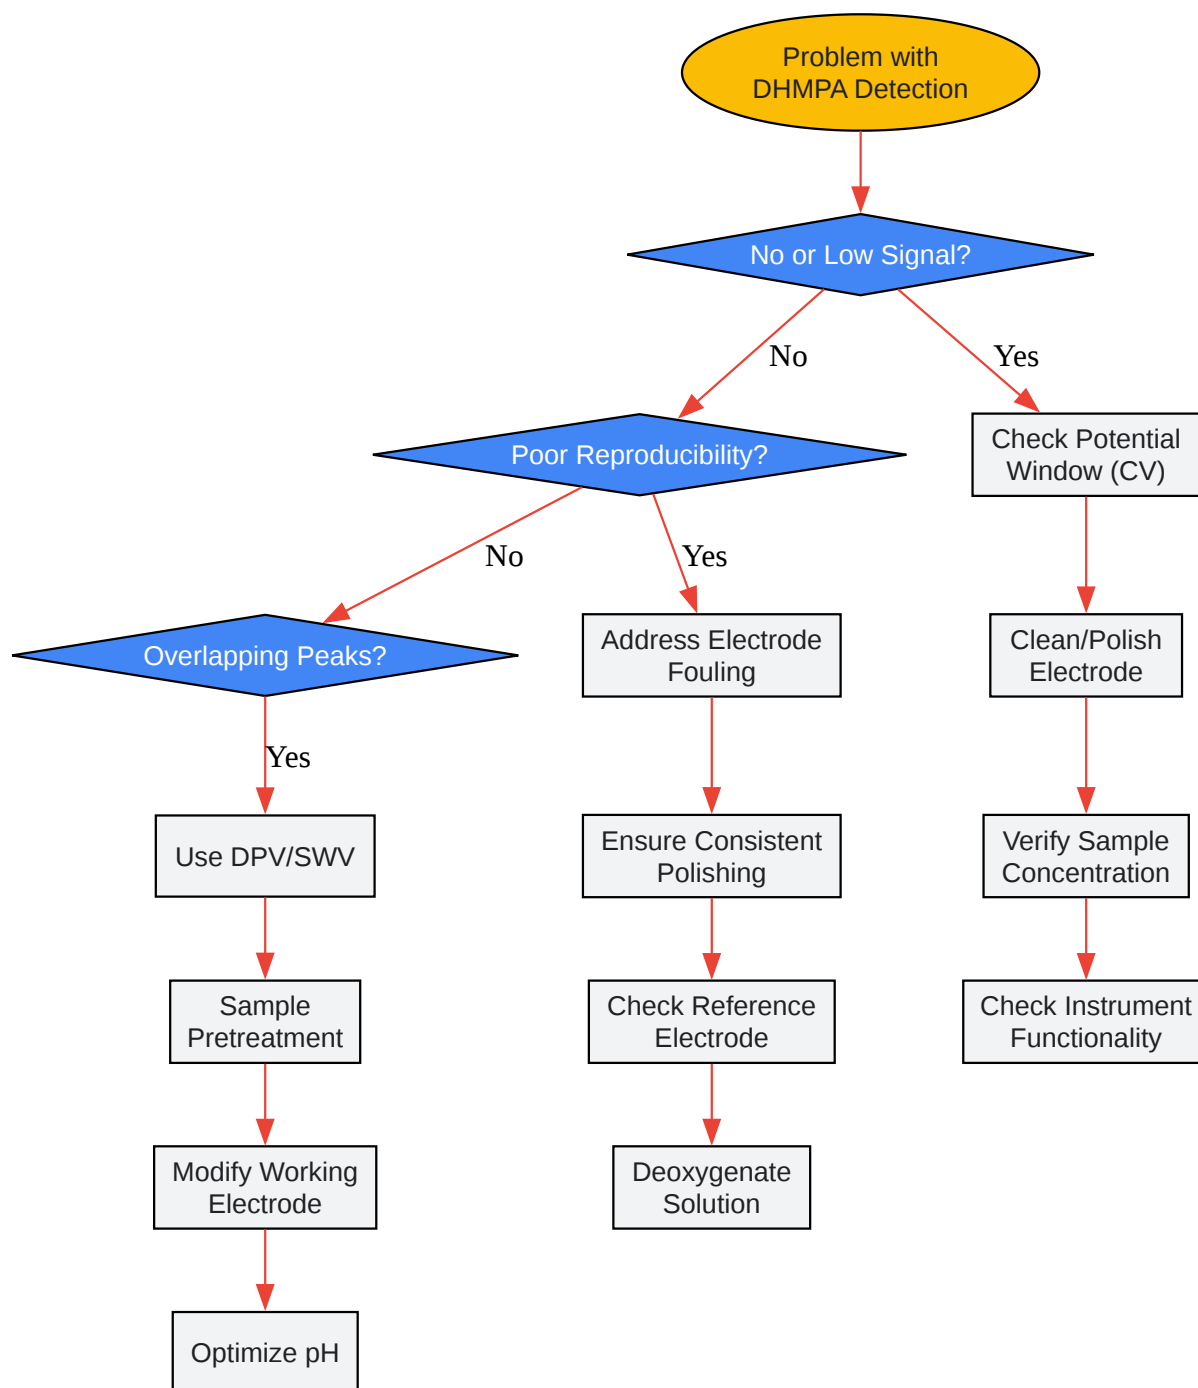 Problem with
DHMPA Detection
No or Low Signal?
No
Yes
Poor Reproducibility?
Check Potential
Window (CV)
No
Yes
Overlapping Peaks?
Address Electrode
Fouling
Clean/Polish
Electrode
Yes
Use DPV/SWV
Ensure Consistent
Polishing
Verify Sample
Concentration
Sample
Pretreatment
Check Reference
Electrode
Check Instrument
Functionality
Modify Working
Electrode
Deoxygenate
Solution
Optimize pH